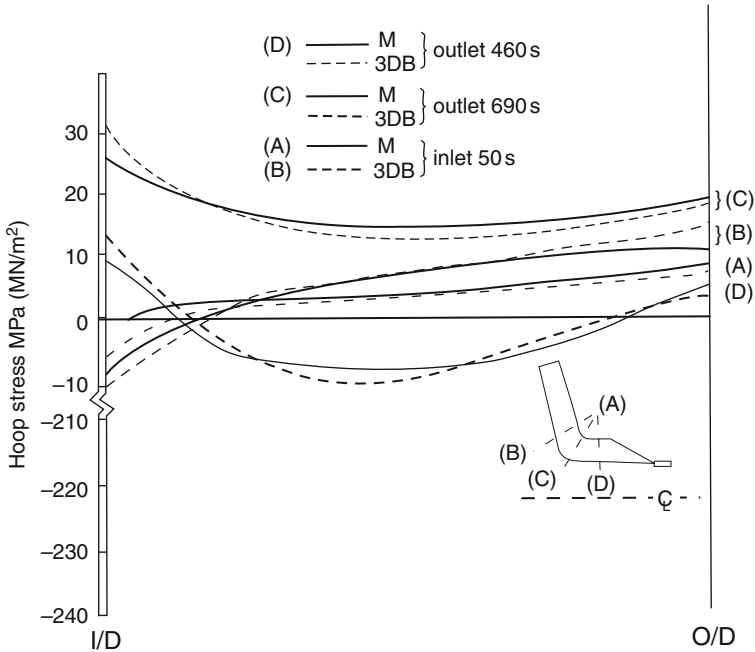 (D) M
3DB
outlet 460 s
(C) M
3DB
outlet 690 s
(A) M
(B) 3DB
inlet 50 s
Hoop stress MPa (MN/m²)
30
20
10
0
–10
–210
–220
–230
–240
I/D
O/D
(C)
(B)
(A)
(D)
(A)
(B)
(C)
(D)
℄